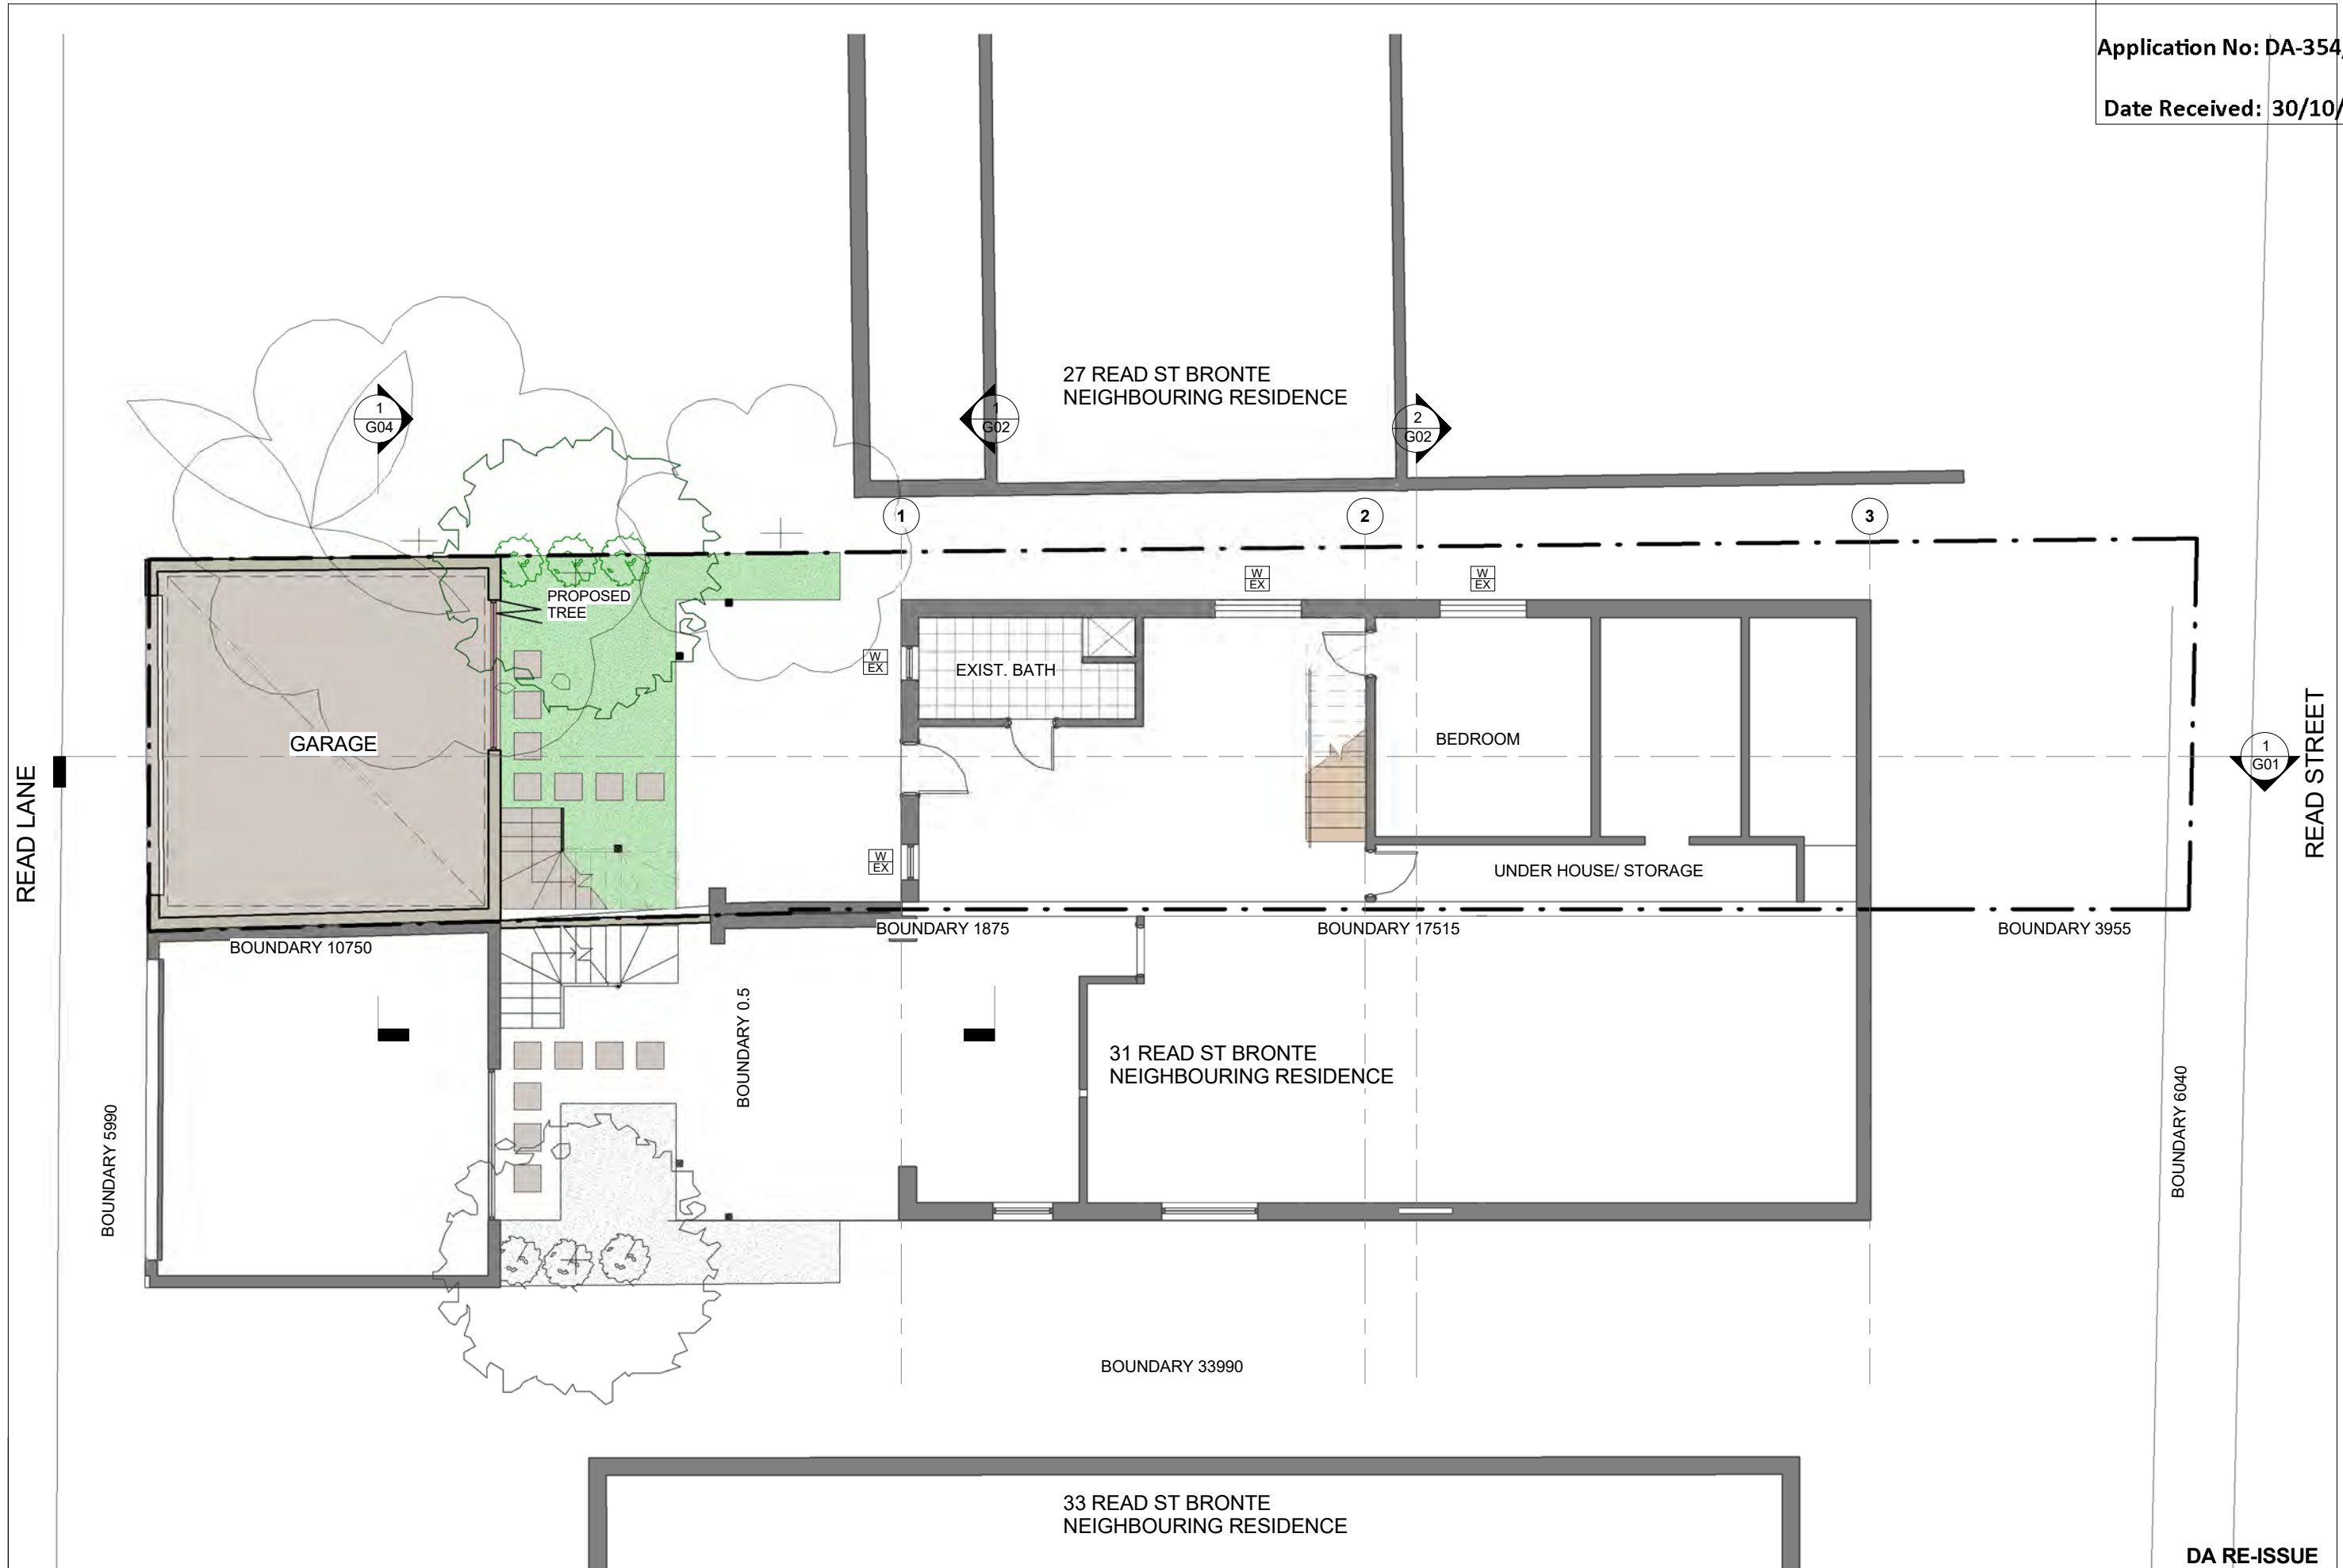 Application No: DA-354
Date Received: 30/10/
27 READ ST BRONTE
NEIGHBOURING RESIDENCE
1
G04
1
G02
2
G02
1
2
3
W
EX
W
EX
PROPOSED
TREE
W
EX
EXIST. BATH
GARAGE
BEDROOM
1
G01
READ LANE
READ STREET
W
EX
UNDER HOUSE/ STORAGE
BOUNDARY 10750
BOUNDARY 1875
BOUNDARY 17515
BOUNDARY 3955
BOUNDARY 0.5
31 READ ST BRONTE
NEIGHBOURING RESIDENCE
BOUNDARY 5990
BOUNDARY 6040
BOUNDARY 33990
33 READ ST BRONTE
NEIGHBOURING RESIDENCE
DA RE-ISSUE